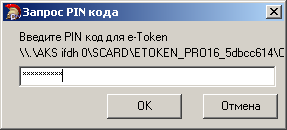 Запрос PIN кода
Введите PIN код для e-Token
\\.\AKS ifdh 0\SCARD\ETOKEN_PRO16_5dbcc614\C
**********
OK
Отмена